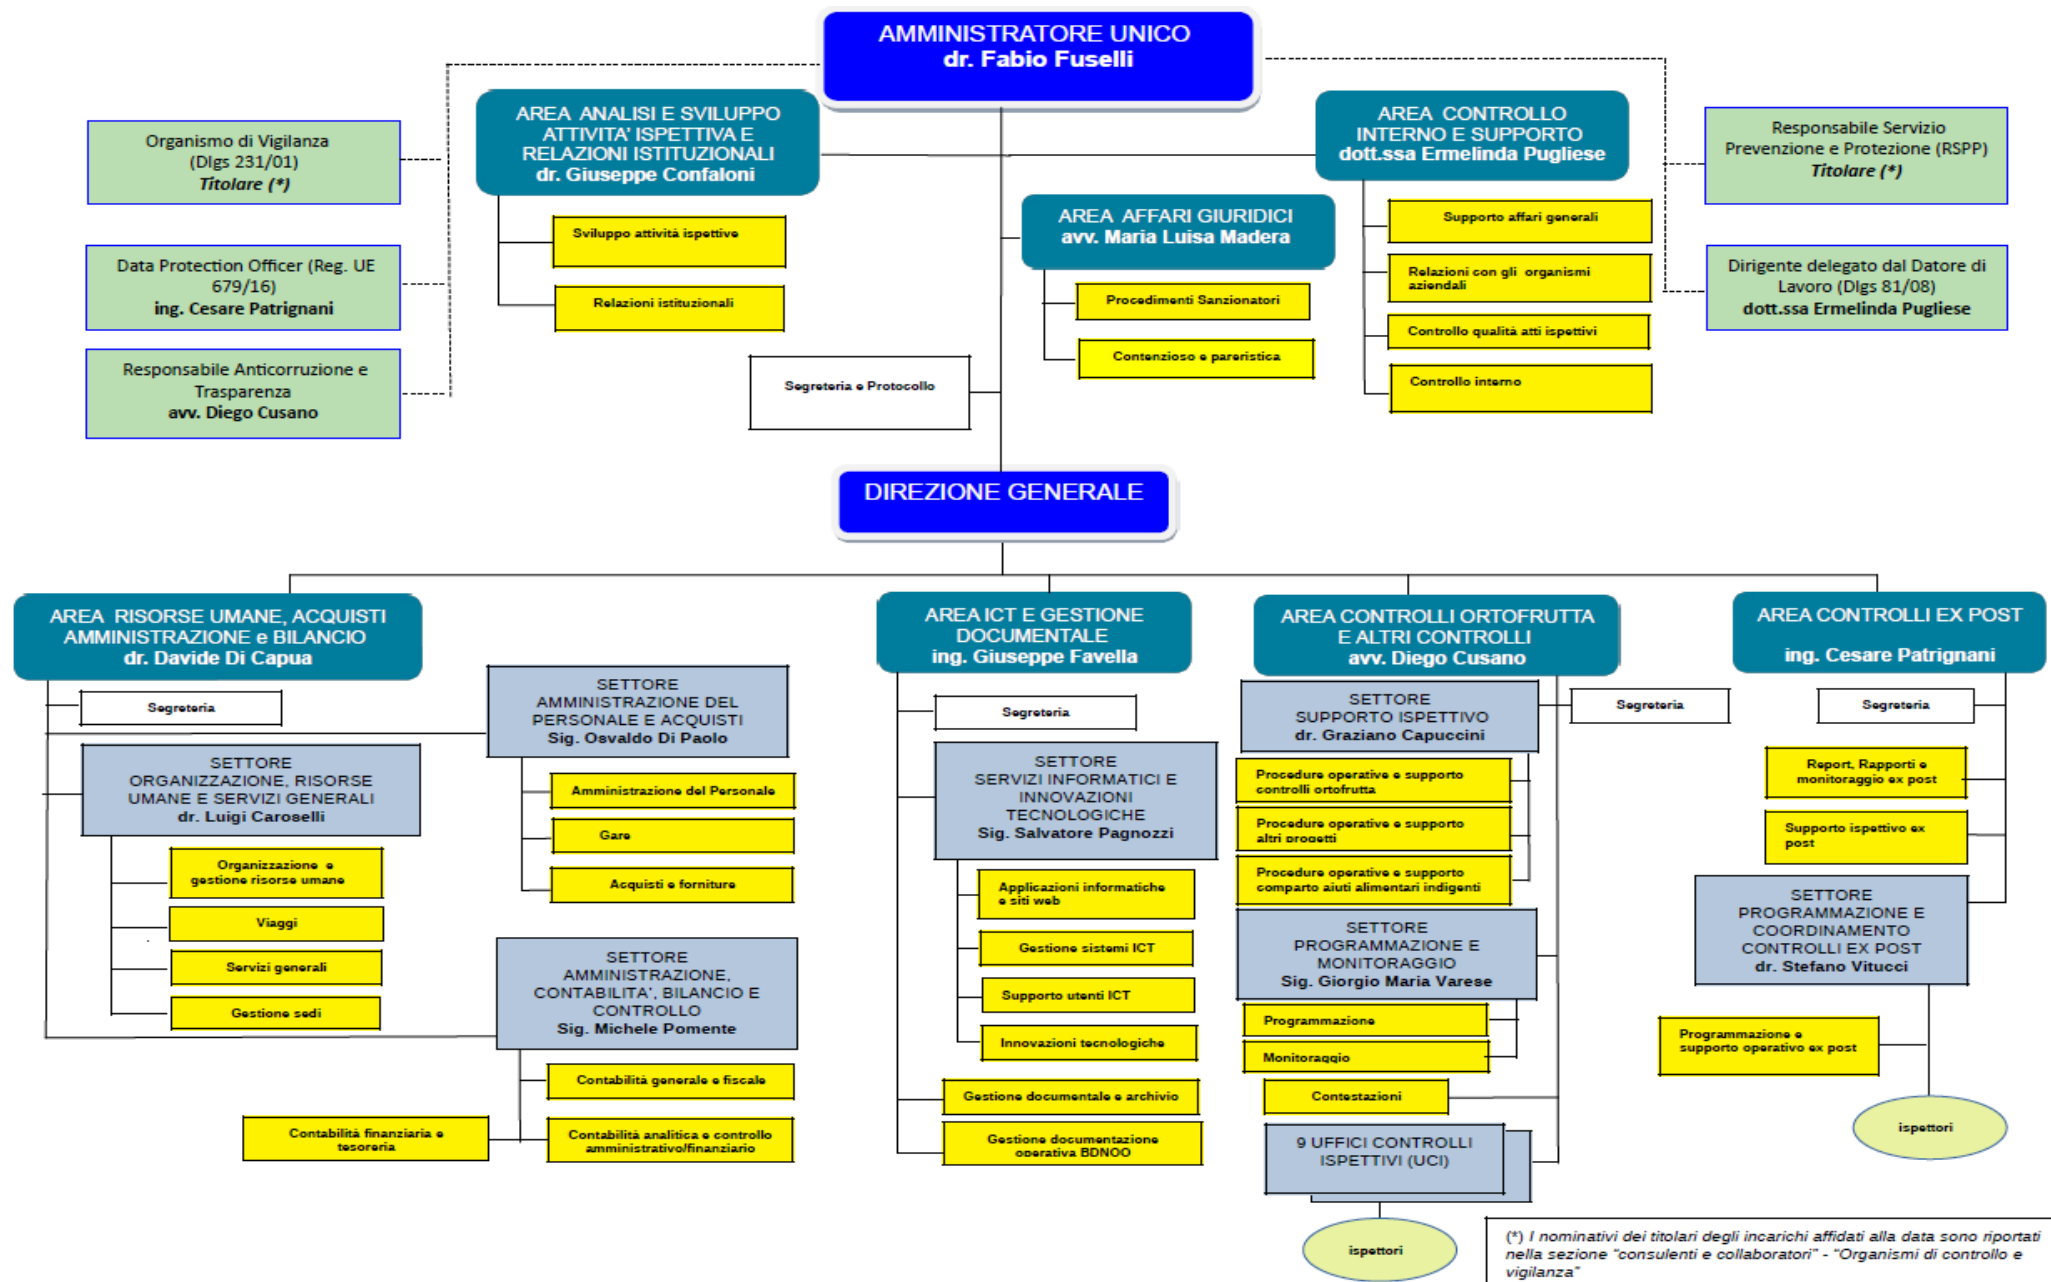 AMMINISTRATORE UNICO
dr. Fabio Fuselli
AREA ANALISI E SVILUPPO
ATTIVITA' ISPETTIVA E
RELAZIONI ISTITUZIONALI
dr. Giuseppe Confaloni
AREA CONTROLLO
INTERNO E SUPPORTO
dott.ssa Ermelinda Pugliese
Organismo di Vigilanza
(Dlgs 231/01)
Titolare (*)
Responsabile Servizio
Prevenzione e Protezione (RSPP)
Titolare (*)
AREA AFFARI GIURIDICI
avv. Maria Luisa Madera
Sviluppo attività ispettive
Relazioni istituzionali
Supporto affari generali
Relazioni con gli organismi
aziendali
Controllo qualità atti ispettivi
Controllo interno
Data Protection Officer (Reg. UE
679/16)
ing. Cesare Patrignani
Dirigente delegato dal Datore di
Lavoro (Dlgs 81/08)
dott.ssa Ermelinda Pugliese
Procedimenti Sanzionatori
Contenzioso e pareristica
Responsabile Anticorruzione e
Trasparenza
avv. Diego Cusano
Segreteria e Protocollo
DIREZIONE GENERALE
AREA RISORSE UMANE, ACQUISTI
AMMINISTRAZIONE e BILANCIO
dr. Davide Di Capua
Segreteria
SETTORE
ORGANIZZAZIONE, RISORSE
UMANE E SERVIZI GENERALI
dr. Luigi Caroselli
Organizzazione e
gestione risorse umane
Viaggi
Servizi generali
Gestione sedi
SETTORE
AMMINISTRAZIONE DEL
PERSONALE E ACQUISTI
Sig. Osvaldo Di Paolo
Amministrazione del Personale
Gare
Acquisti e forniture
SETTORE
AMMINISTRAZIONE,
CONTABILITA', BILANCIO E
CONTROLLO
Sig. Michele Pomente
Contabilità generale e fiscale
Contabilità finanziaria e
tesoreria
Contabilità analitica e controllo
amministrativo/finanziario
AREA ICT E GESTIONE
DOCUMENTALE
ing. Giuseppe Favella
Segreteria
SETTORE
SERVIZI INFORMATICI E
INNOVAZIONI
TECNOLOGICHE
Sig. Salvatore Pagnozzi
Applicazioni informatiche
e siti web
Gestione sistemi ICT
Supporto utenti ICT
Innovazioni tecnologiche
Gestione documentale e archivio
Gestione documentazione
operativa BDNOO
AREA CONTROLLI ORTOFRUTTA
E ALTRI CONTROLLI
avv. Diego Cusano
Segreteria
SETTORE
SUPPORTO ISPETTIVO
dr. Graziano Capuccini
Procedure operative e supporto
controlli ortofrutta
Procedure operative e supporto
altri progetti
Procedure operative e supporto
comparto aiuti alimentari indigenti
SETTORE
PROGRAMMAZIONE E
MONITORAGGIO
Sig. Giorgio Maria Varese
Programmazione
Monitoraggio
Contestazioni
9 UFFICI CONTROLLI
ISPETTIVI (UCI)
ispettori
AREA CONTROLLI EX POST
ing. Cesare Patrignani
Segreteria
Report, Rapporti e
monitoraggio ex post
Supporto ispettivo ex
post
SETTORE
PROGRAMMAZIONE E
COORDINAMENTO
CONTROLLI EX POST
dr. Stefano Vitucci
Programmazione e
supporto operativo ex post
ispettori
(*) I nominativi dei titolari degli incarichi affidati alla data sono riportati
nella sezione "consulenti e collaboratori" - "Organismi di controllo e
vigilanza"